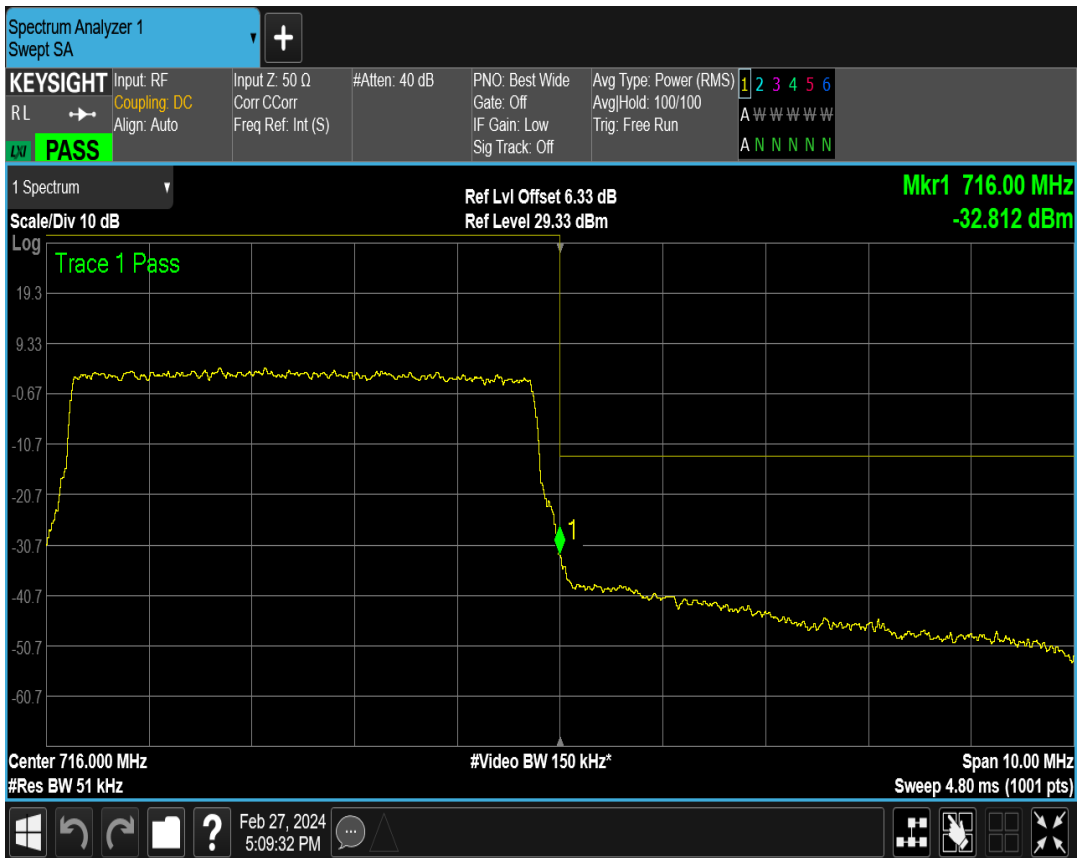 Spectrum Analyzer 1
Swept SA
KEYSIGHT
RL
LXI PASS
Input: RF
Coupling: DC
Align: Auto
Input Z: 50 Ω
Corr CCorr
Freq Ref: Int (S)
#Atten: 40 dB
PNO: Best Wide
Gate: Off
IF Gain: Low
Sig Track: Off
Avg Type: Power (RMS)
Avg|Hold: 100/100
Trig: Free Run
1 2 3 4 5 6
A W W W W W
A N N N N N
1 Spectrum
Scale/Div 10 dB
Ref Lvl Offset 6.33 dB
Ref Level 29.33 dBm
Mkr1 716.00 MHz
-32.812 dBm
Log
Trace 1 Pass
19.3
9.33
-0.67
-10.7
-20.7
1
-30.7
-40.7
-50.7
-60.7
Center 716.000 MHz
#Res BW 51 kHz
#Video BW 150 kHz*
Span 10.00 MHz
Sweep 4.80 ms (1001 pts)
?
Feb 27, 2024
5:09:32 PM